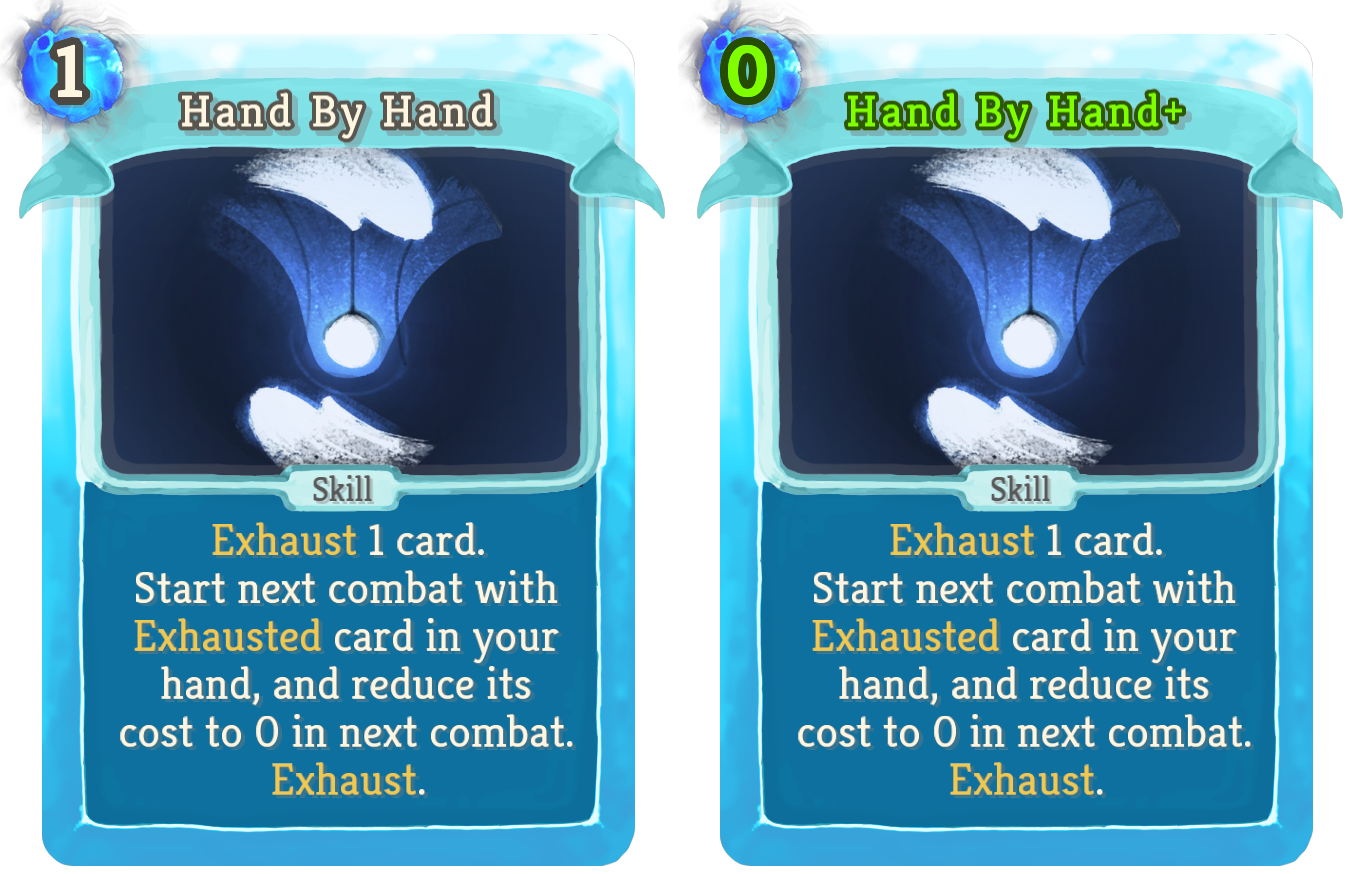 1
Hand By Hand
Skill
Exhaust 1 card.
Start next combat with
Exhausted card in your
hand, and reduce its
cost to 0 in next combat.
Exhaust.
0
Hand By Hand+
Skill
Exhaust 1 card.
Start next combat with
Exhausted card in your
hand, and reduce its
cost to 0 in next combat.
Exhaust.